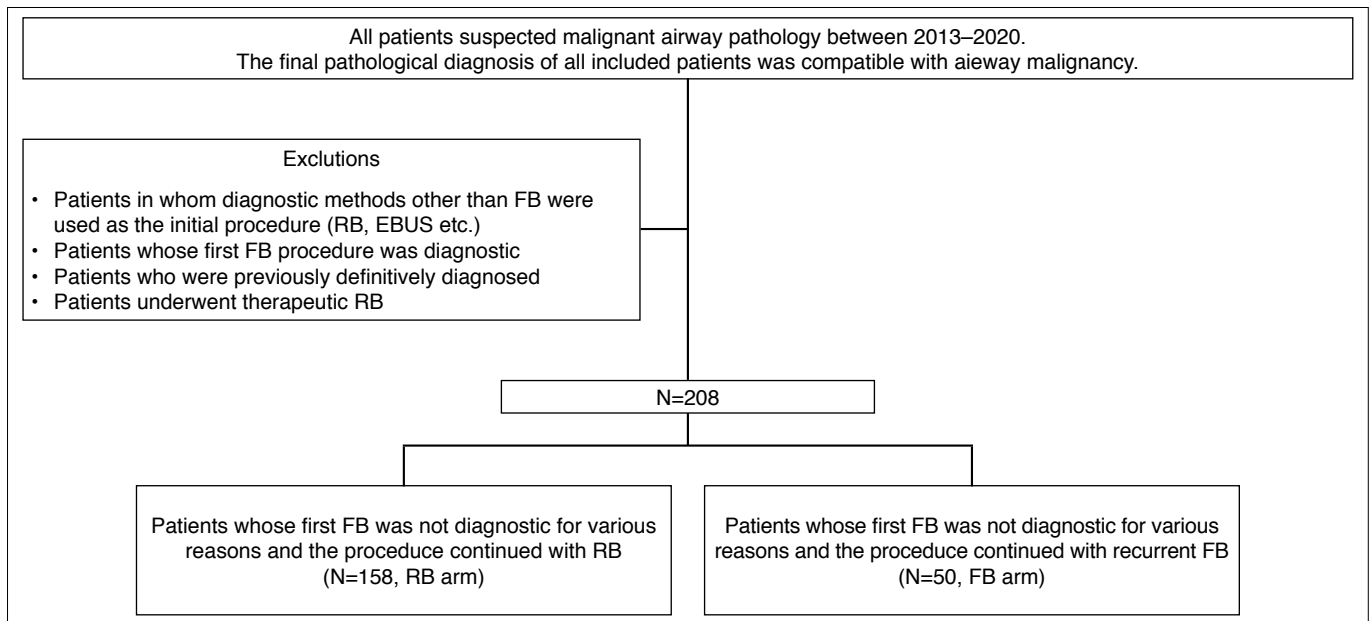 All patients suspected malignant airway pathology between 2013–2020.
The final pathological diagnosis of all included patients was compatible with aieway malignancy.
Exclutions
• Patients in whom diagnostic methods other than FB were
used as the initial procedure (RB, EBUS etc.)
• Patients whose first FB procedure was diagnostic
• Patients who were previously definitively diagnosed
• Patients underwent therapeutic RB
N=208
Patients whose first FB was not diagnostic for various
reasons and the proceduce continued with RB
(N=158, RB arm)
Patients whose first FB was not diagnostic for various
reasons and the proceduce continued with recurrent FB
(N=50, FB arm)